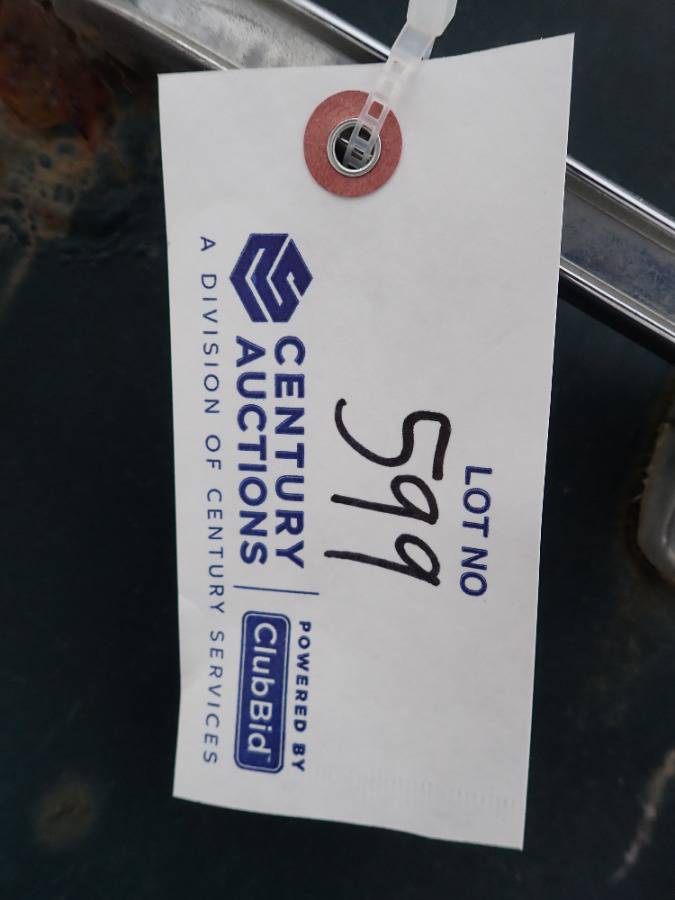 LOT NO
599
CENTURY
AUCTIONS
POWERED BY
ClubBid
A DIVISION OF CENTURY SERVICES